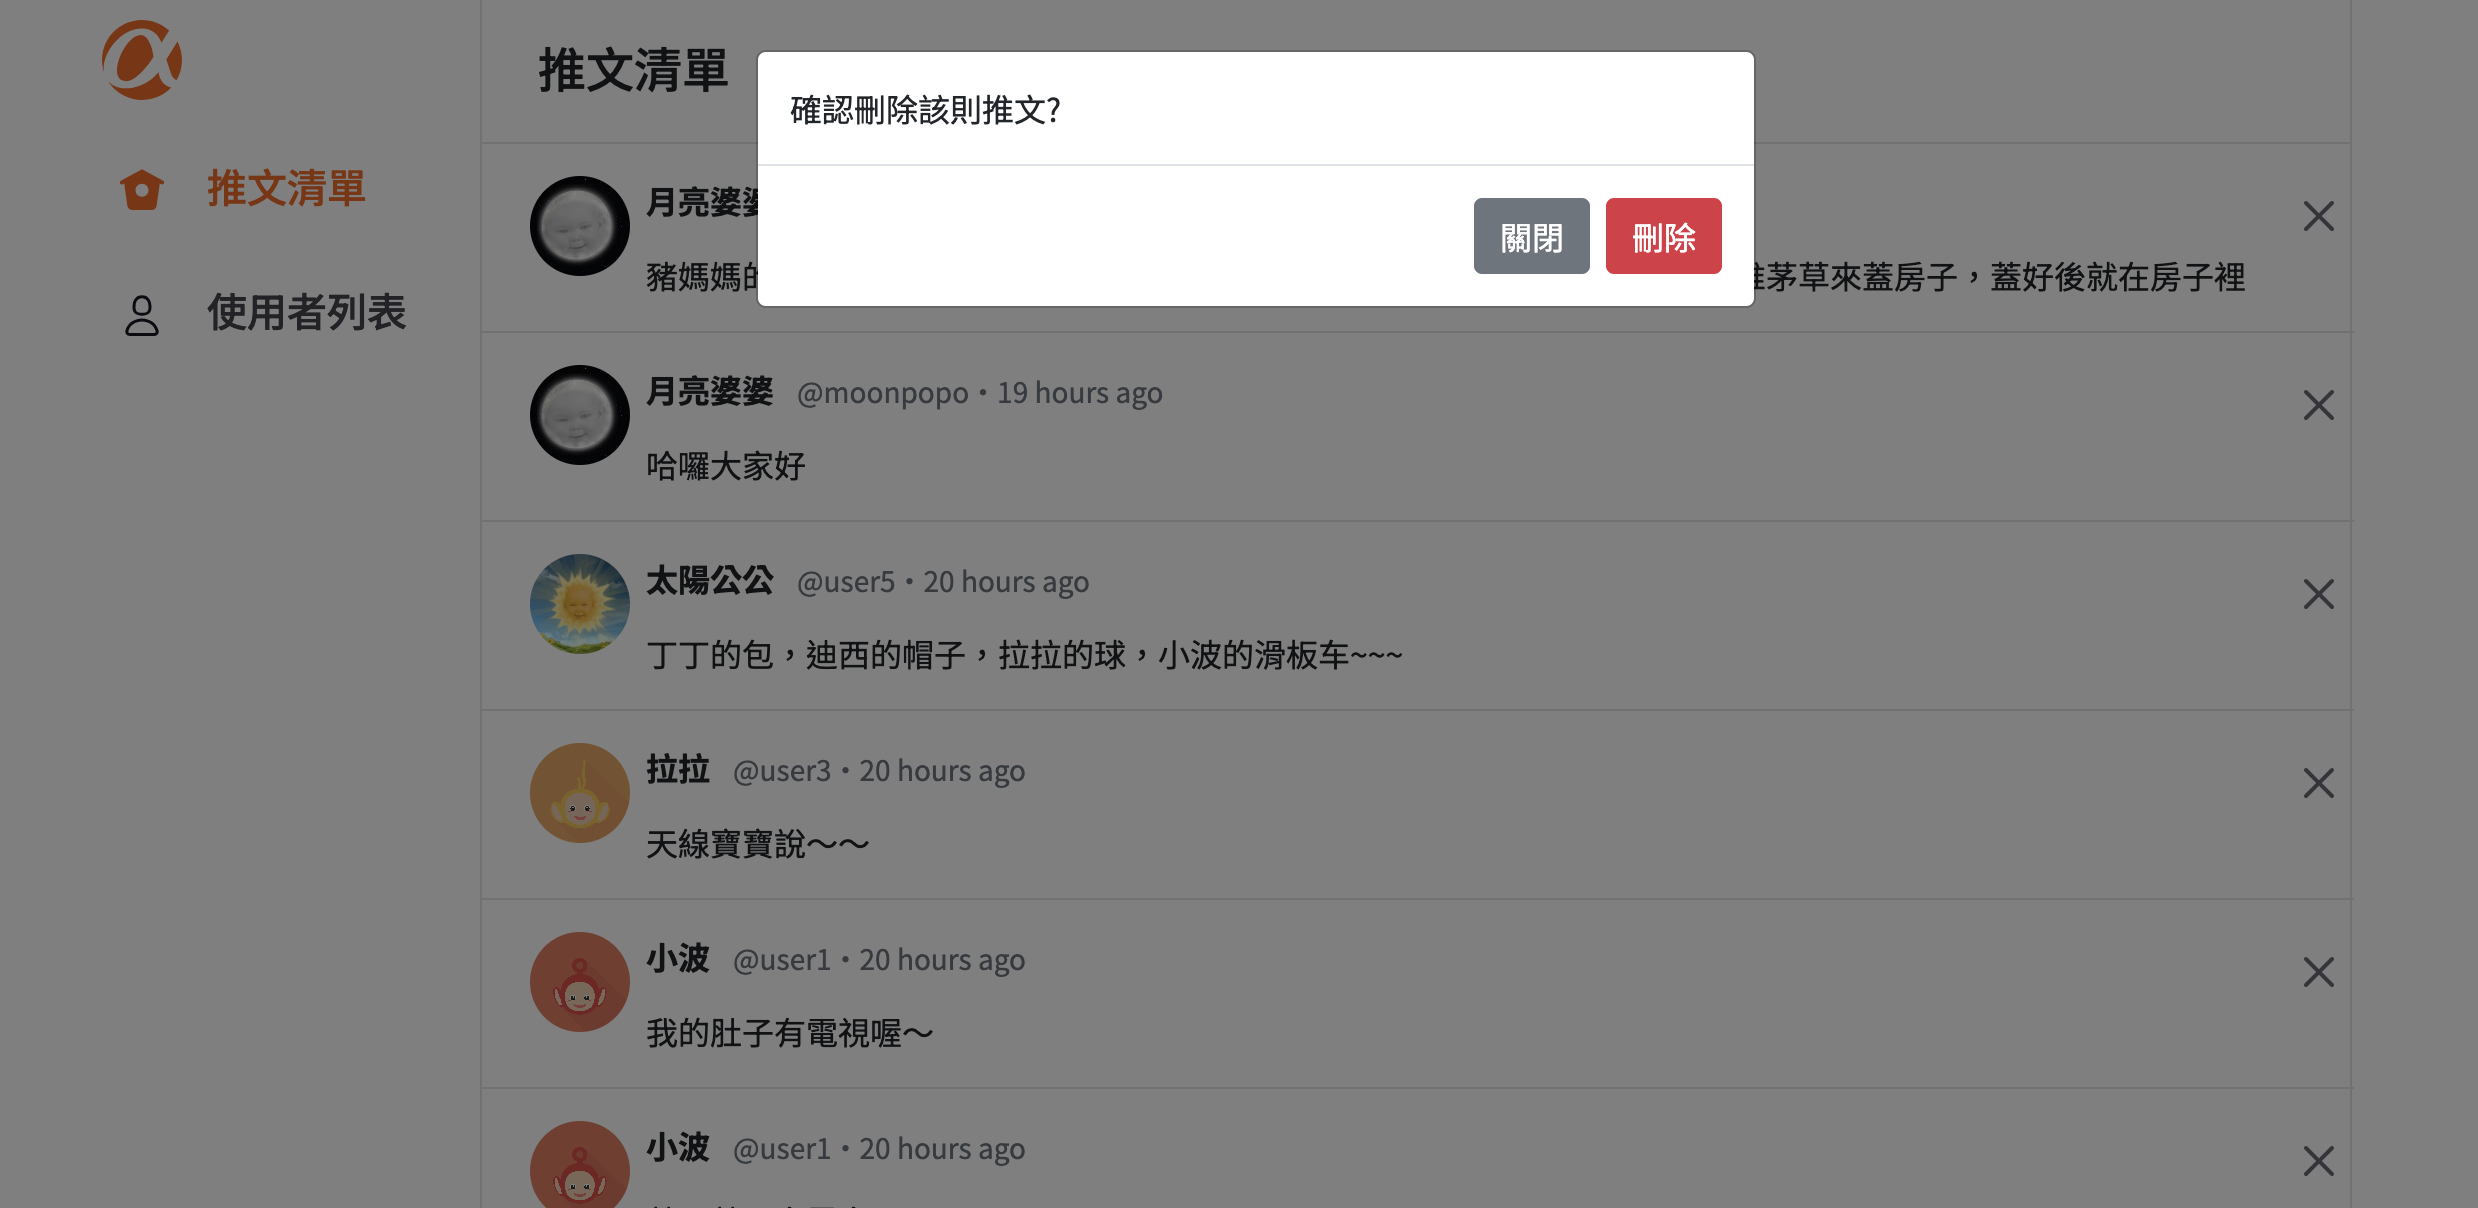 推文清單
使用者列表
推文清單
確認刪除該則推文?
關閉
刪除
月亮婆
豬媽媽
茅草來蓋房子，蓋好後就在房子裡
月亮婆婆 @moonpopo・19 hours ago
哈囉大家好
太陽公公 @user5・20 hours ago
丁丁的包，迪西的帽子，拉拉的球，小波的滑板车~~~
拉拉 @user3・20 hours ago
天線寶寶說～～
小波 @user1・20 hours ago
我的肚子有電視喔～
小波 @user1・20 hours ago